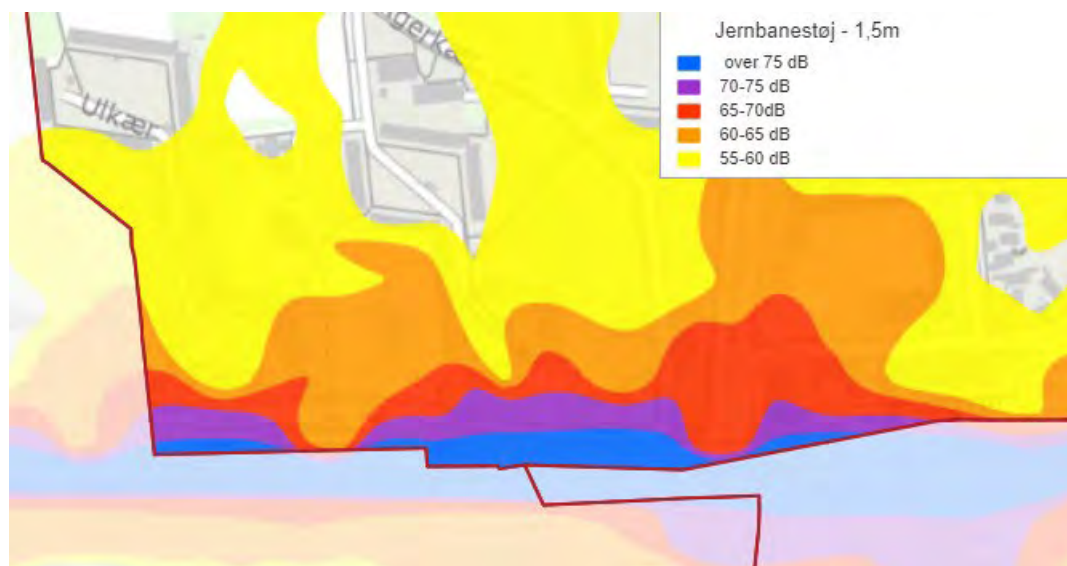 Jernbanestøj - 1,5m
over 75 dB
70-75 dB
65-70dB
60-65 dB
55-60 dB
Ulkær